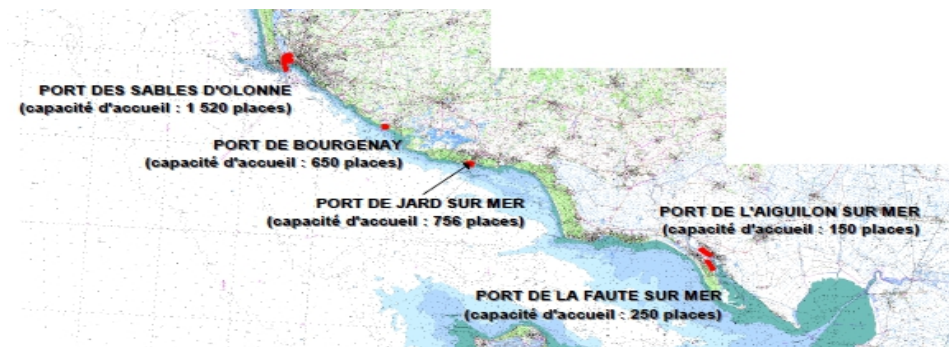 PORT DES SABLES D'OLONNE
(capacité d'accueil : 1 520 places)
PORT DE BOURGENAY
(capacité d'accueil : 650 places)
PORT DE JARD SUR MER
(capacité d'accueil : 756 places)
PORT DE L'AIGUILON SUR MER
(capacité d'accueil : 150 places)
PORT DE LA FAUTE SUR MER
(capacité d'accueil : 250 places)